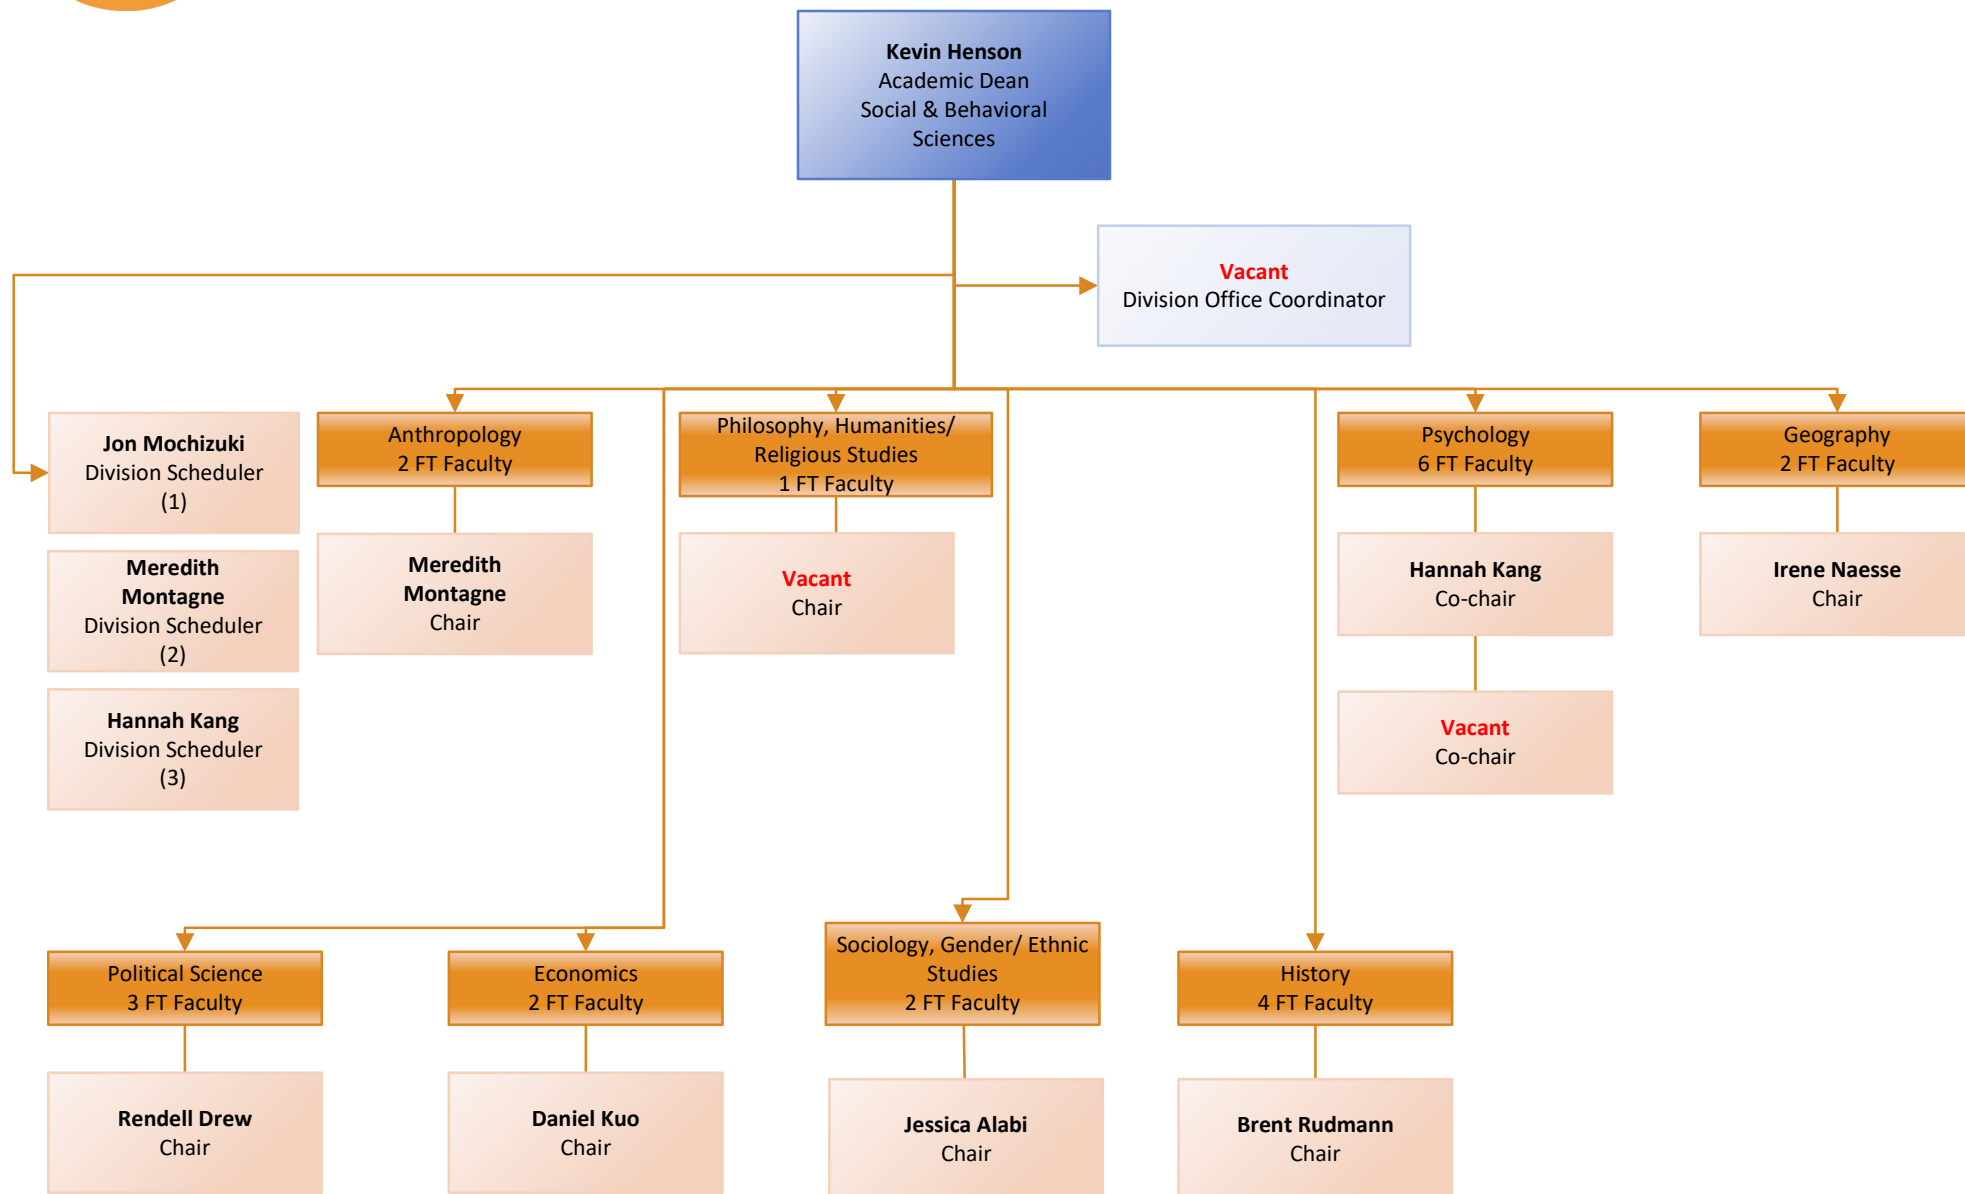 Kevin Henson
Academic Dean
Social & Behavioral
Sciences
Vacant
Division Office Coordinator
Jon Mochizuki
Division Scheduler
(1)
Meredith
Montagne
Division Scheduler
(2)
Hannah Kang
Division Scheduler
(3)
Anthropology
2 FT Faculty
Meredith
Montagne
Chair
Philosophy, Humanities/
Religious Studies
1 FT Faculty
Vacant
Chair
Psychology
6 FT Faculty
Hannah Kang
Co-chair
Vacant
Co-chair
Geography
2 FT Faculty
Irene Naesse
Chair
Political Science
3 FT Faculty
Rendell Drew
Chair
Economics
2 FT Faculty
Daniel Kuo
Chair
Sociology, Gender/ Ethnic
Studies
2 FT Faculty
Jessica Alabi
Chair
History
4 FT Faculty
Brent Rudmann
Chair